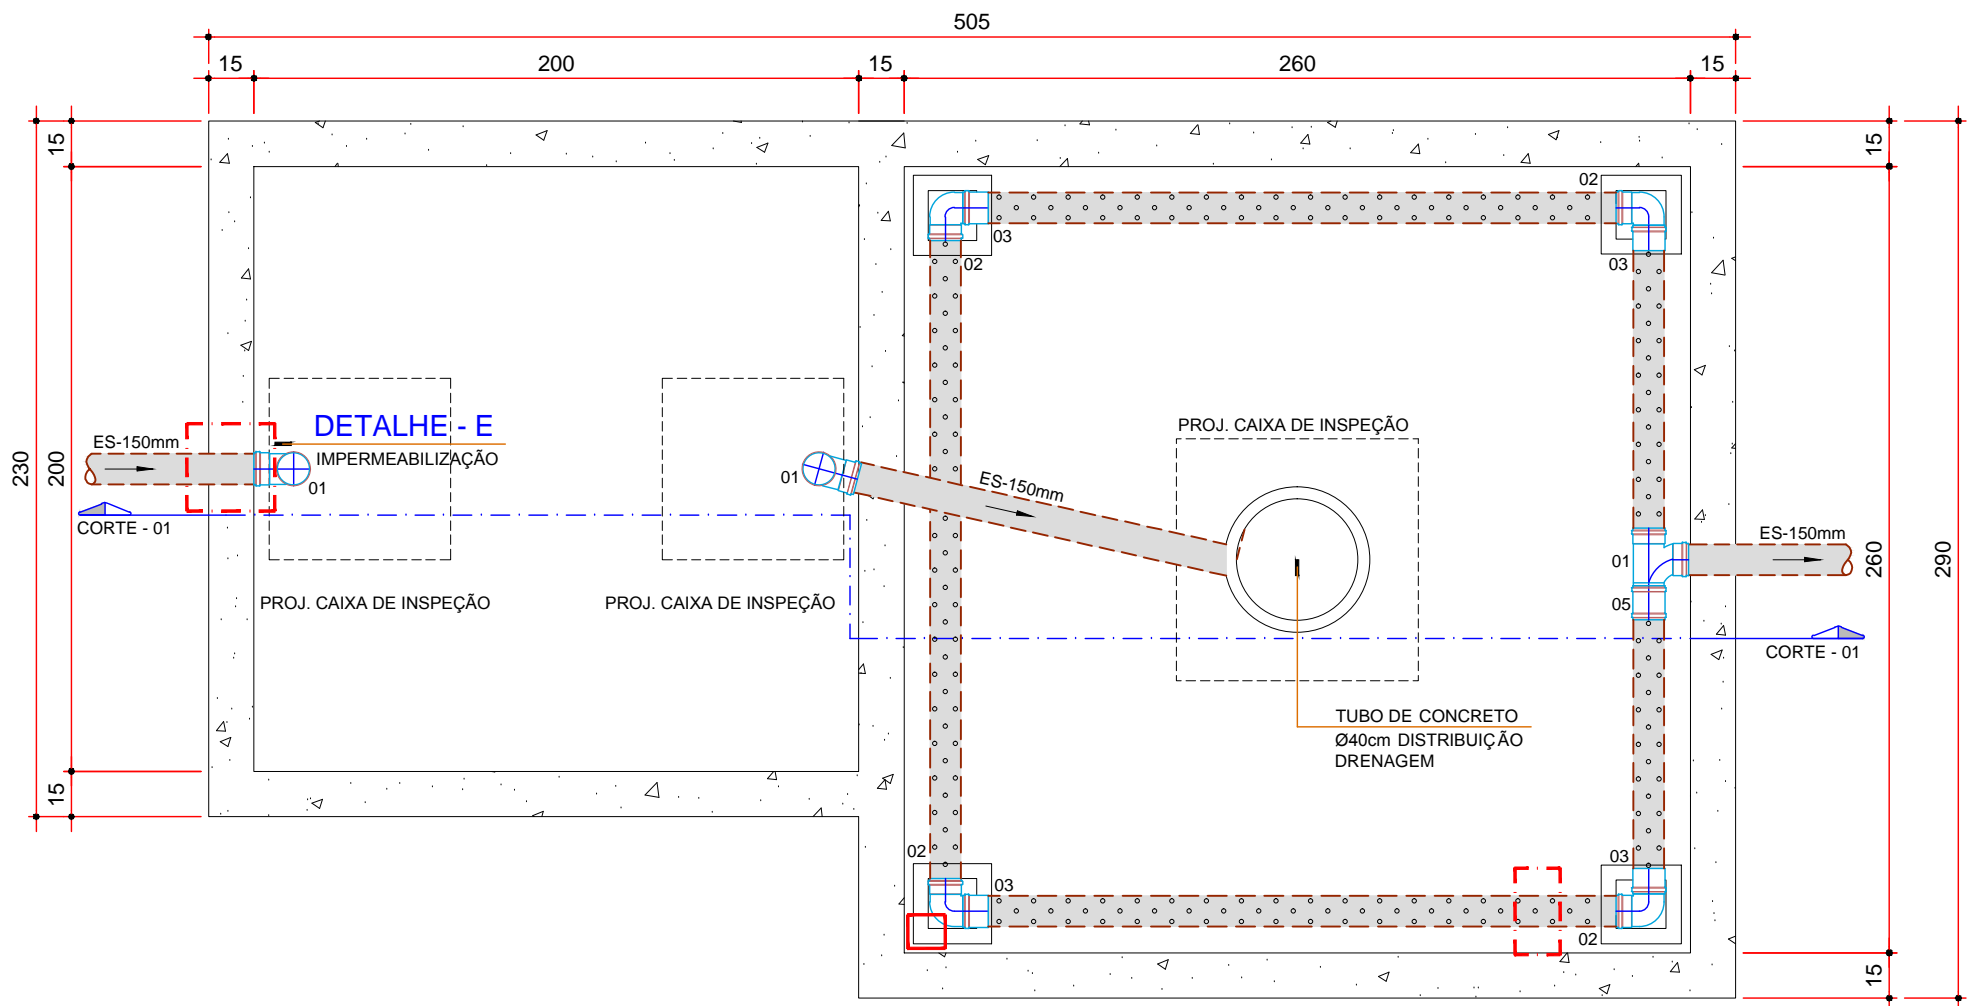 505
15
200
15
260
15
15
15
02
02
03
02
03
230
200
260
290
DETALHE - E
IMPERMEABILIZAÇÃO
ES-150mm
01
CORTE - 01
01
ES-150mm
PROJ. CAIXA DE INSPEÇÃO
ES-150mm
01
05
CORTE - 01
PROJ. CAIXA DE INSPEÇÃO
PROJ. CAIXA DE INSPEÇÃO
TUBO DE CONCRETO
Ø40cm DISTRIBUIÇÃO
DRENAGEM
15
02
03
03
02
15